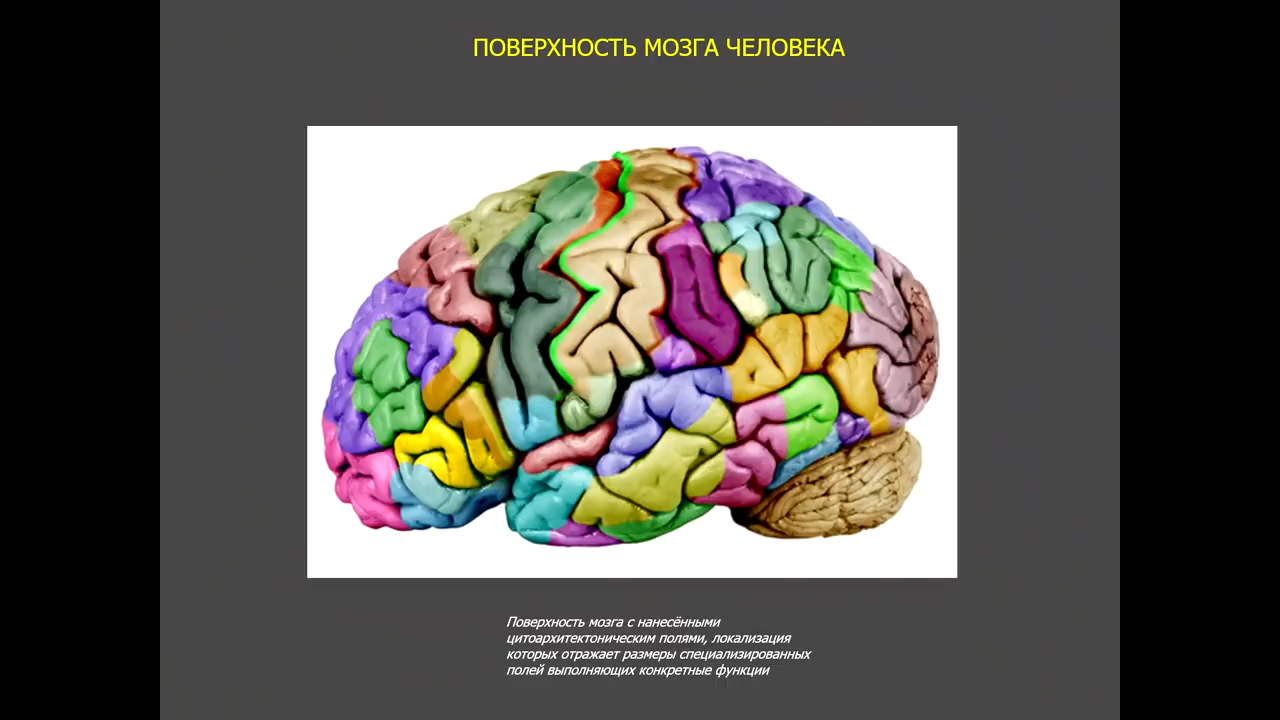 ПОВЕРХНОСТЬ МОЗГА ЧЕЛОВЕКА
Поверхность мозга с нанесёнными
цитоархитектоническим полями, локализация
которых отражает размеры специализированных
полей выполняющих конкретные функции